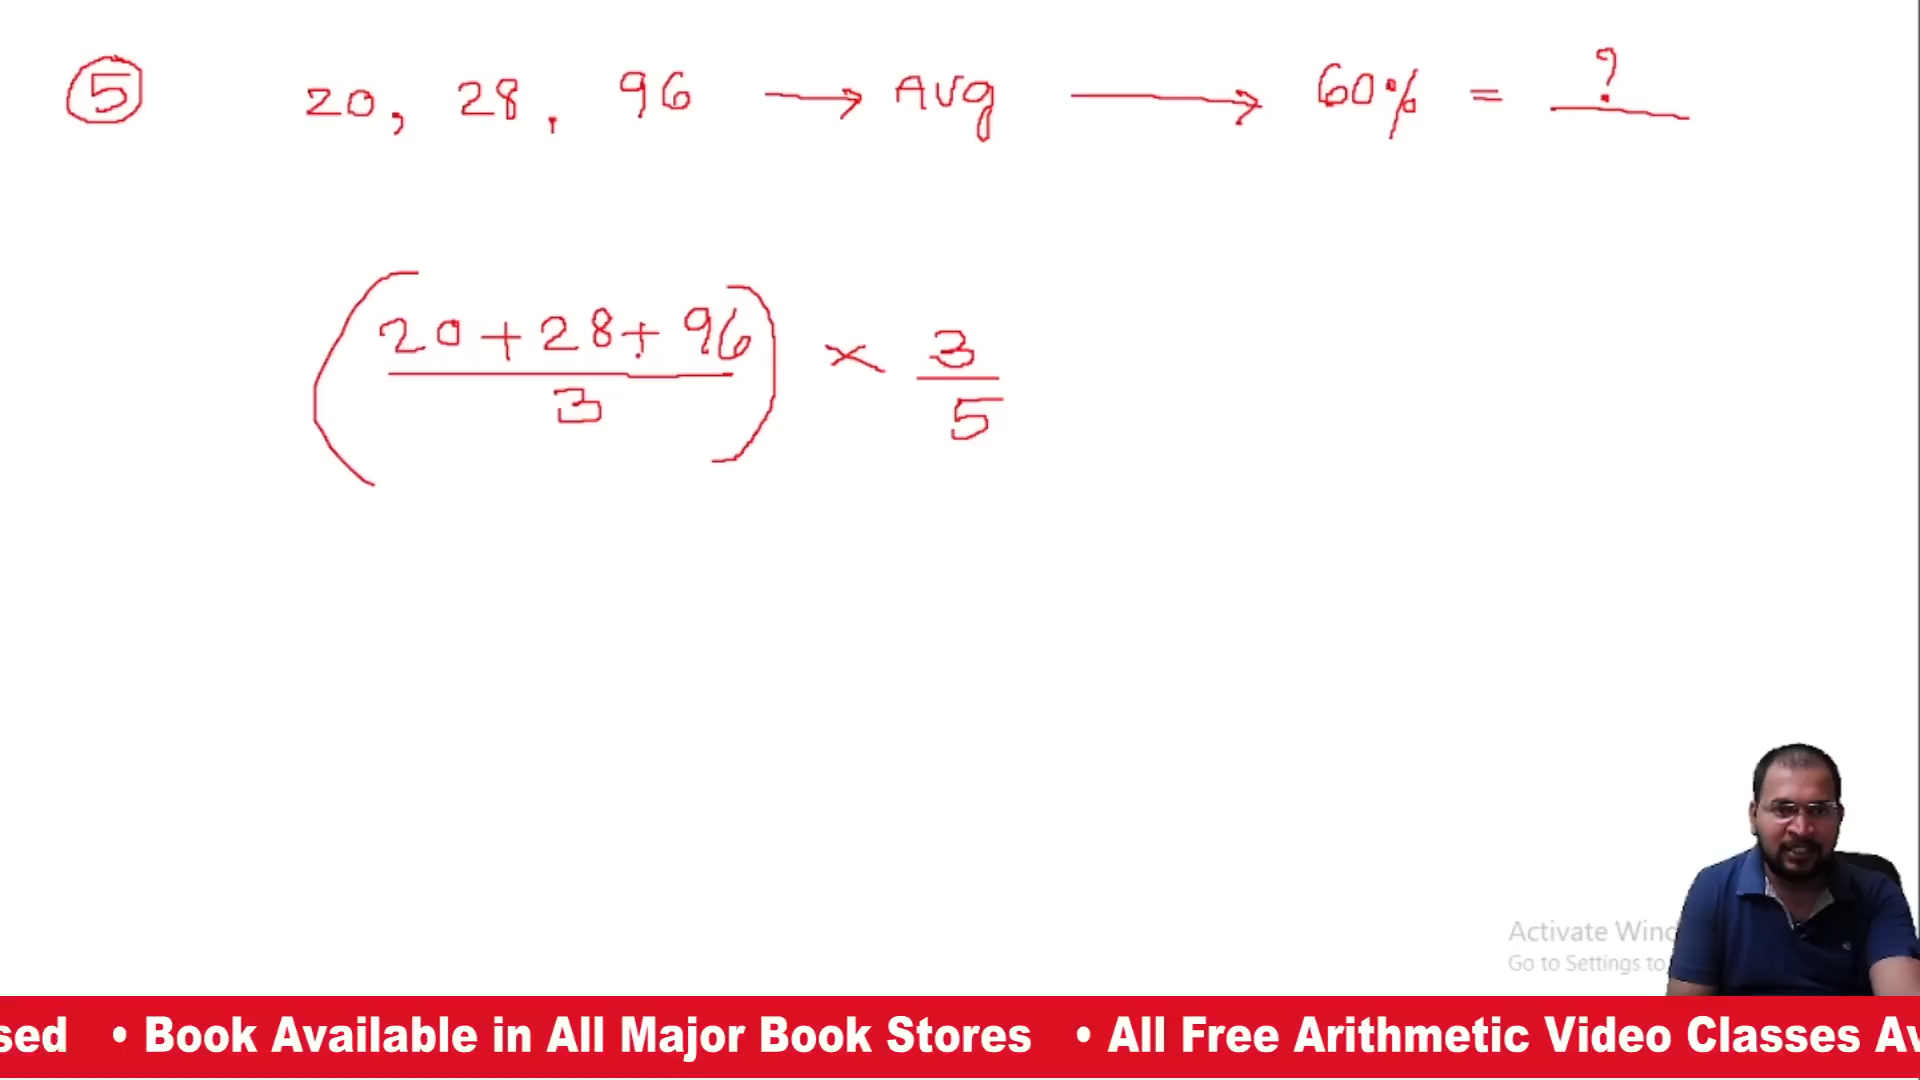 5 20, 28, 96 → Avg → 60% = ?
(20+28+96/3) × 3/5
Activate Wind
Go to Settings to
sed • Book Available in All Major Book Stores • All Free Arithmetic Video Classes Av